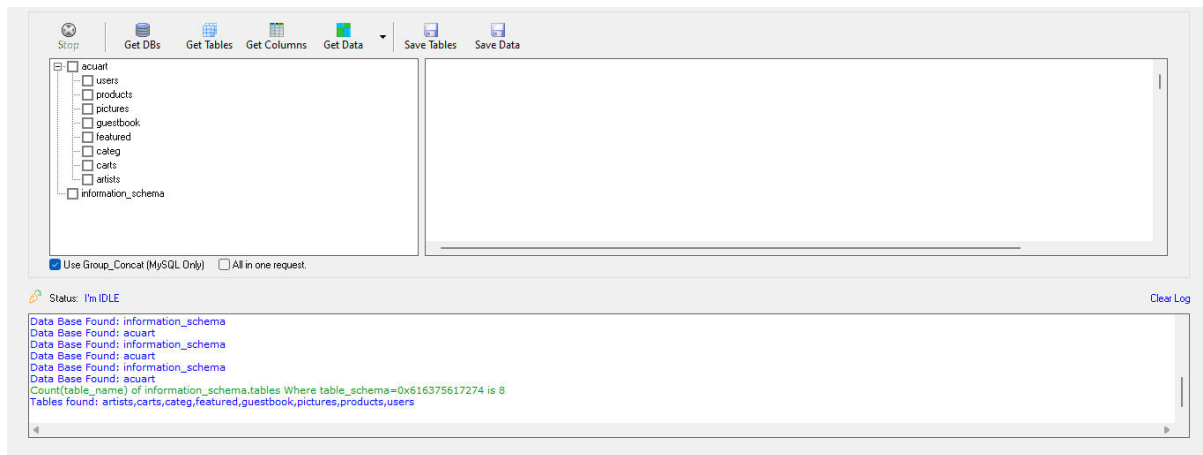 Stop Get DBs Get Tables Get Columns Get Data Save Tables Save Data
acuart
users
products
pictures
guestbook
featured
categ
carts
artists
information_schema
Use Group_Concat (MySQL Only) All in one request.
Status: I'm IDLE Clear Log
Data Base Found: information_schema
Data Base Found: acuart
Data Base Found: information_schema
Data Base Found: acuart
Data Base Found: information_schema
Data Base Found: acuart
Count(table_name) of information_schema.tables Where table_schema=0x616375617274 is 8
Tables found: artists,carts,categ,featured,guestbook,pictures,products,users